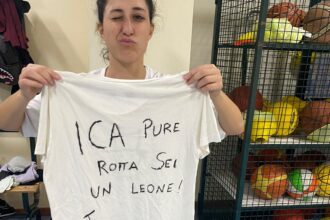 ICA PURE
ROTTA SEI
UN LEONE!